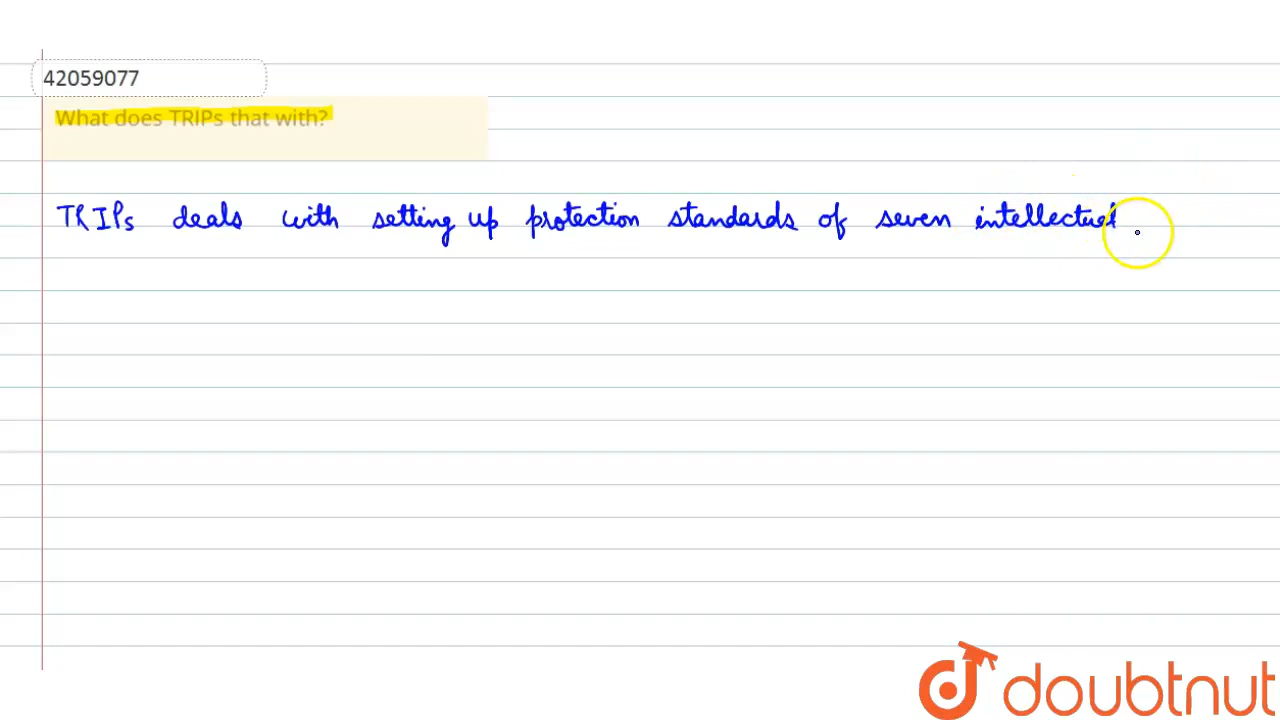 42059077
What does TRIPs that with?
TRIPs deals with setting up protection standards of seven intellectual
doubtnut